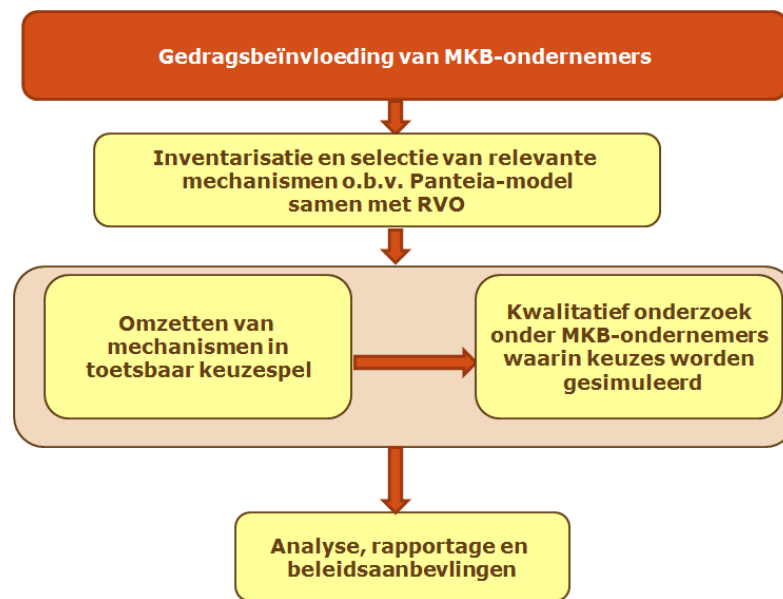 Gedragsbeïnvloeding van MKB-ondernemers
Inventarisatie en selectie van relevante
mechanismen o.b.v. Panteia-model
samen met RVO
Omzetten van
mechanismen in
toetsbaar keuzespel
Kwalitatief onderzoek
onder MKB-ondernemers
waarin keuzes worden
gesimuleerd
Analyse, rapportage en
beleidsaanbevlingen